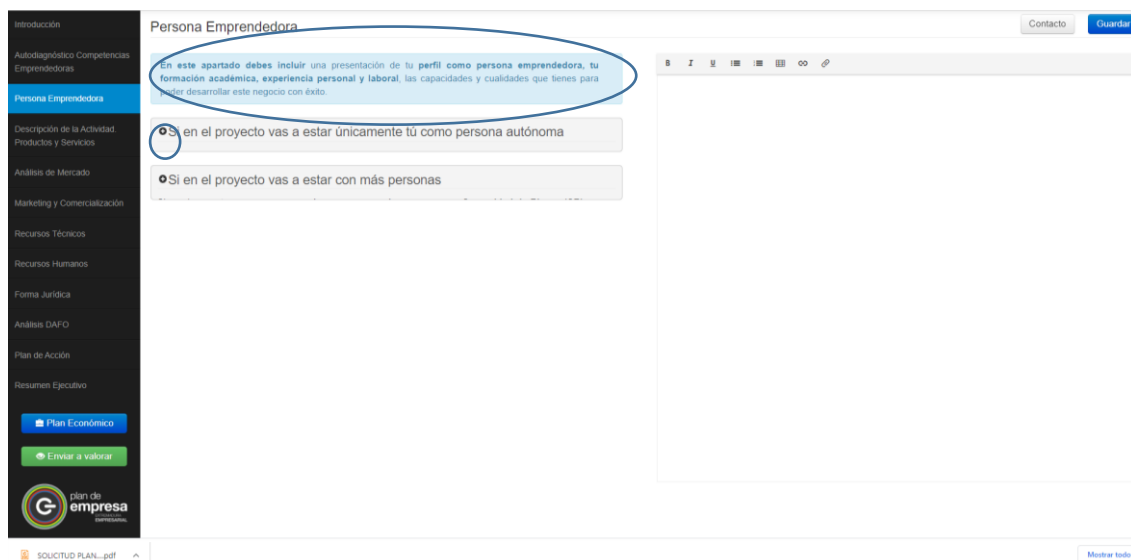 Introducción
Autodiagnóstico Competencias
Emprendedoras
Persona Emprendedora
Descripción de la Actividad.
Productos y Servicios
Análisis de Mercado
Marketing y Comercialización
Recursos Técnicos
Recursos Humanos
Forma Jurídica
Análisis DAFO
Plan de Acción
Resumen Ejecutivo
Plan Económico
Enviar a valorar
plan de
empresa
EMPRESARIAL
SOLICITUD PLAN....pdf
Persona Emprendedora
En este apartado debes incluir una presentación de tu perfil como persona emprendedora, tu
formación académica, experiencia personal y laboral, las capacidades y cualidades que tienes para
poder desarrollar este negocio con éxito.
Si en el proyecto vas a estar únicamente tú como persona autónoma
Si en el proyecto vas a estar con más personas
Contacto
Guardar
B I U
Mostrar todo